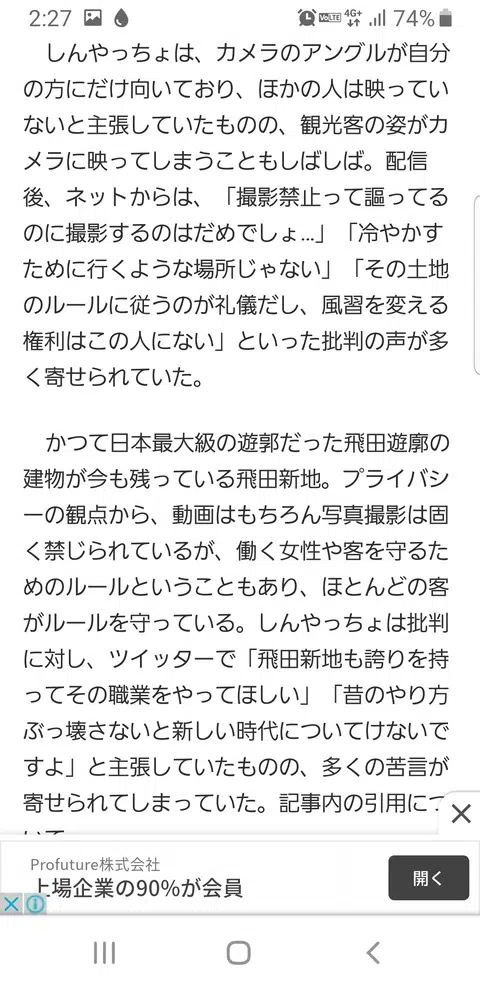 2:27
VoLTE 4G+ 74%
しんやっちょは、カメラのアングルが自分
の方にだけ向いており、ほかの人は映ってい
ないと主張していたものの、観光客の姿がカ
メラに映ってしまうこともしばしば。配信
後、ネットからは、「撮影禁止って謳ってる
のに撮影するのはだめでしょ…」「冷やかす
ために行くような場所じゃない」「その土地
のルールに従うのが礼儀だし、風習を変える
権利はこの人にない」といった批判の声が多
く寄せられていた。
かつて日本最大級の遊郭だった飛田遊廓の
建物が今も残っている飛田新地。プライバシ
ーの観点から、動画はもちろん写真撮影は固
く禁じられているが、働く女性や客を守るた
めのルールということもあり、ほとんどの客
がルールを守っている。しんやっちょは批判
に対し、ツイッターで「飛田新地も誇りを持
ってその職業をやってほしい」「昔のやり方
ぶっ壊さないと新しい時代についてけないで
すよ」と主張していたものの、多くの苦言が
寄せられてしまっていた。記事内の引用につ
いて
Profuture株式会社
上場企業の90%が会員
開く